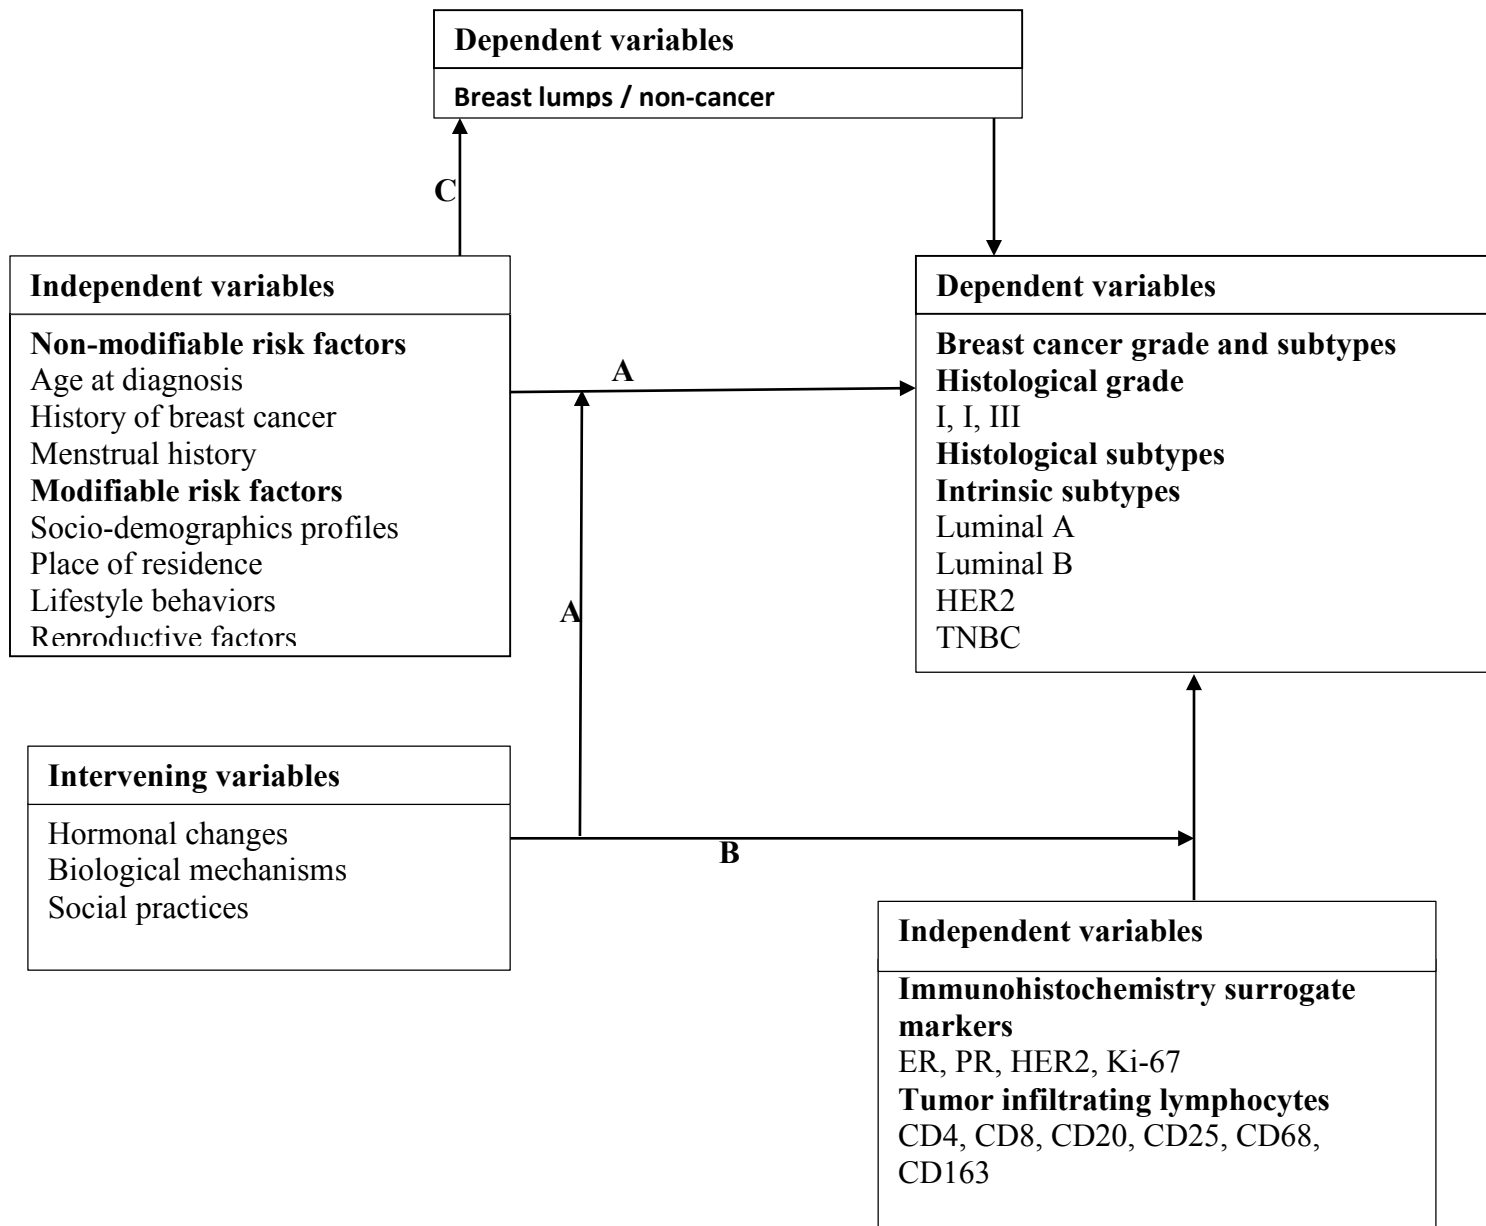 Dependent variables
Breast lumps / non-cancer
C
Independent variables
Non-modifiable risk factors
Age at diagnosis
History of breast cancer
Menstrual history
Modifiable risk factors
Socio-demographics profiles
Place of residence
Lifestyle behaviors
Reproductive factors
A
A
Dependent variables
Breast cancer grade and subtypes
Histological grade
I, I, III
Histological subtypes
Intrinsic subtypes
Luminal A
Luminal B
HER2
TNBC
Intervening variables
Hormonal changes
Biological mechanisms
Social practices
B
Independent variables
Immunohistochemistry surrogate
markers
ER, PR, HER2, Ki-67
Tumor infiltrating lymphocytes
CD4, CD8, CD20, CD25, CD68,
CD163